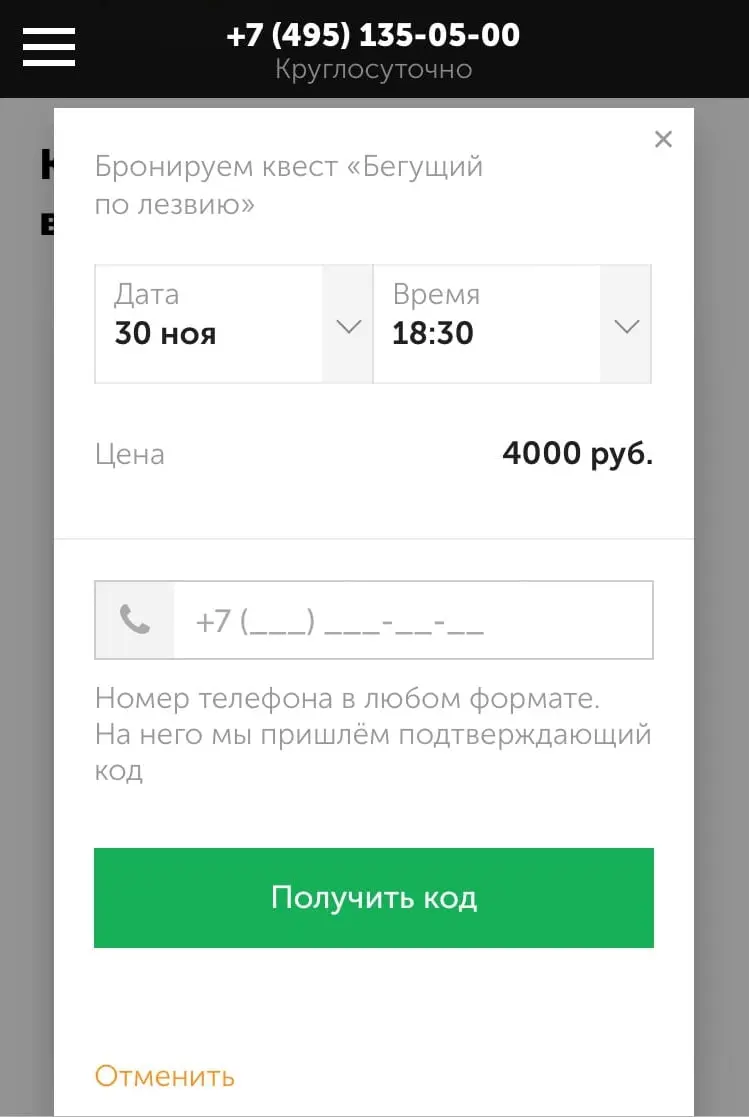 +7 (495) 135-05-00
Круглосуточно
Бронируем квест «Бегущий
по лезвию»
Дата
30 ноя
Время
18:30
Цена
4000 руб.
+7 (___) ___-__-__
Номер телефона в любом формате.
На него мы пришлём подтверждающий
код
Получить код
Отменить